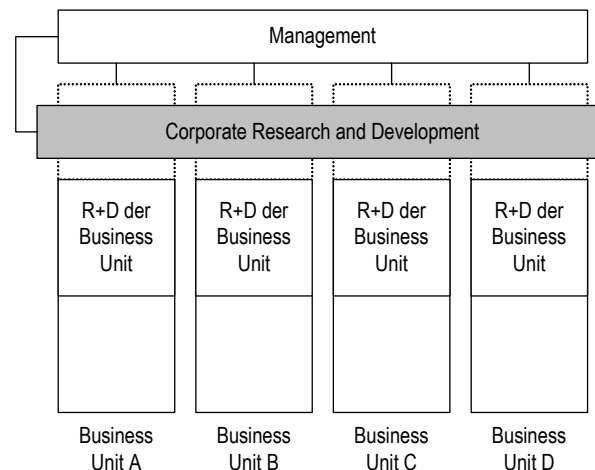 Management
Corporate Research and Development
R+D der
Business
Unit
R+D der
Business
Unit
R+D der
Business
Unit
R+D der
Business
Unit
Business
Unit A
Business
Unit B
Business
Unit C
Business
Unit D